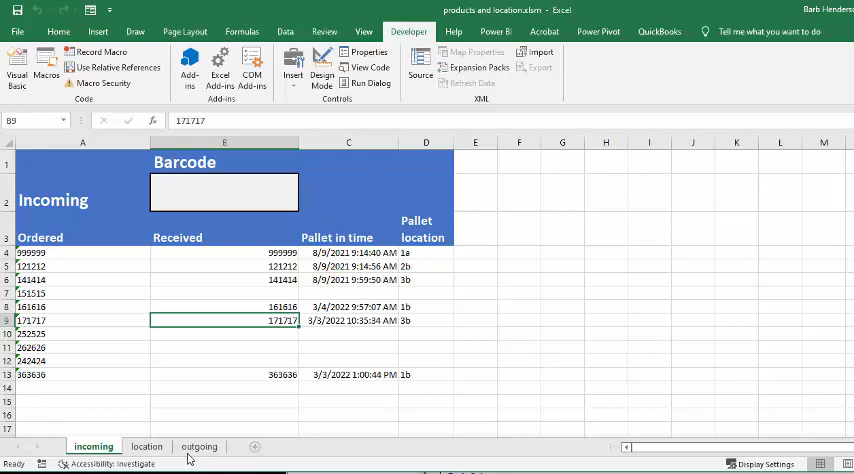 products and location.xlsm - Excel
Barb Henders
File Home Insert Draw Page Layout Formulas Data Review View Developer Help Power BI Acrobat Power Pivot QuickBooks Tell me what you want to do
Visual Basic
Macros
Record Macro
Use Relative References
Macro Security
Code
Add-ins
Excel Add-ins
COM Add-ins
Add-ins
Insert
Design Mode
Properties
View Code
Run Dialog
Controls
Source
Map Properties
Expansion Packs
Refresh Data
Import
Export
XML
B9 fx 171717
A B C D E F G H I J K L M
1 Barcode
2 Incoming
3 Ordered Received Pallet in time Pallet location
4 999999 999999 8/9/2021 9:14:40 AM 1a
5 121212 121212 8/9/2021 9:14:56 AM 2b
6 141414 141414 8/9/2021 9:59:50 AM 3b
7 151515
8 161616 161616 3/4/2022 9:57:07 AM 1b
9 171717 171717 3/3/2022 10:35:34 AM 3b
10 252525
11 262626
12 242424
13 363636 363636 3/3/2022 1:00:44 PM 1b
14
15
16
17
incoming location outgoing
Ready Accessibility: Investigate Display Settings